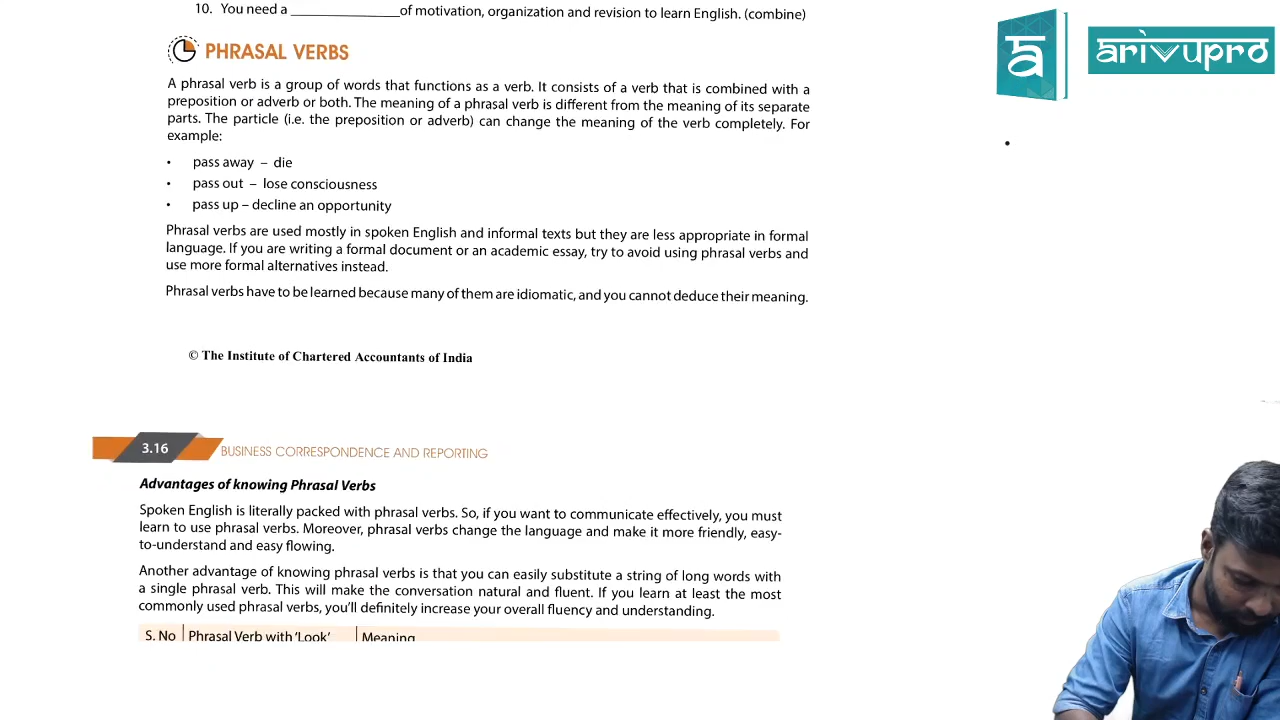 10. You need a ________________of motivation, organization and revision to learn English. (combine)
PHRASAL VERBS
A phrasal verb is a group of words that functions as a verb. It consists of a verb that is combined with a
preposition or adverb or both. The meaning of a phrasal verb is different from the meaning of its separate
parts. The particle (i.e. the preposition or adverb) can change the meaning of the verb completely. For
example:
• pass away – die
• pass out – lose consciousness
• pass up – decline an opportunity
Phrasal verbs are used mostly in spoken English and informal texts but they are less appropriate in formal
language. If you are writing a formal document or an academic essay, try to avoid using phrasal verbs and
use more formal alternatives instead.
Phrasal verbs have to be learned because many of them are idiomatic, and you cannot deduce their meaning.
© The Institute of Chartered Accountants of India
3.16 BUSINESS CORRESPONDENCE AND REPORTING
Advantages of knowing Phrasal Verbs
Spoken English is literally packed with phrasal verbs. So, if you want to communicate effectively, you must
learn to use phrasal verbs. Moreover, phrasal verbs change the language and make it more friendly, easy-
to-understand and easy flowing.
Another advantage of knowing phrasal verbs is that you can easily substitute a string of long words with
a single phrasal verb. This will make the conversation natural and fluent. If you learn at least the most
commonly used phrasal verbs, you'll definitely increase your overall fluency and understanding.
S. No Phrasal Verb with 'Look' Meaning
arivupro